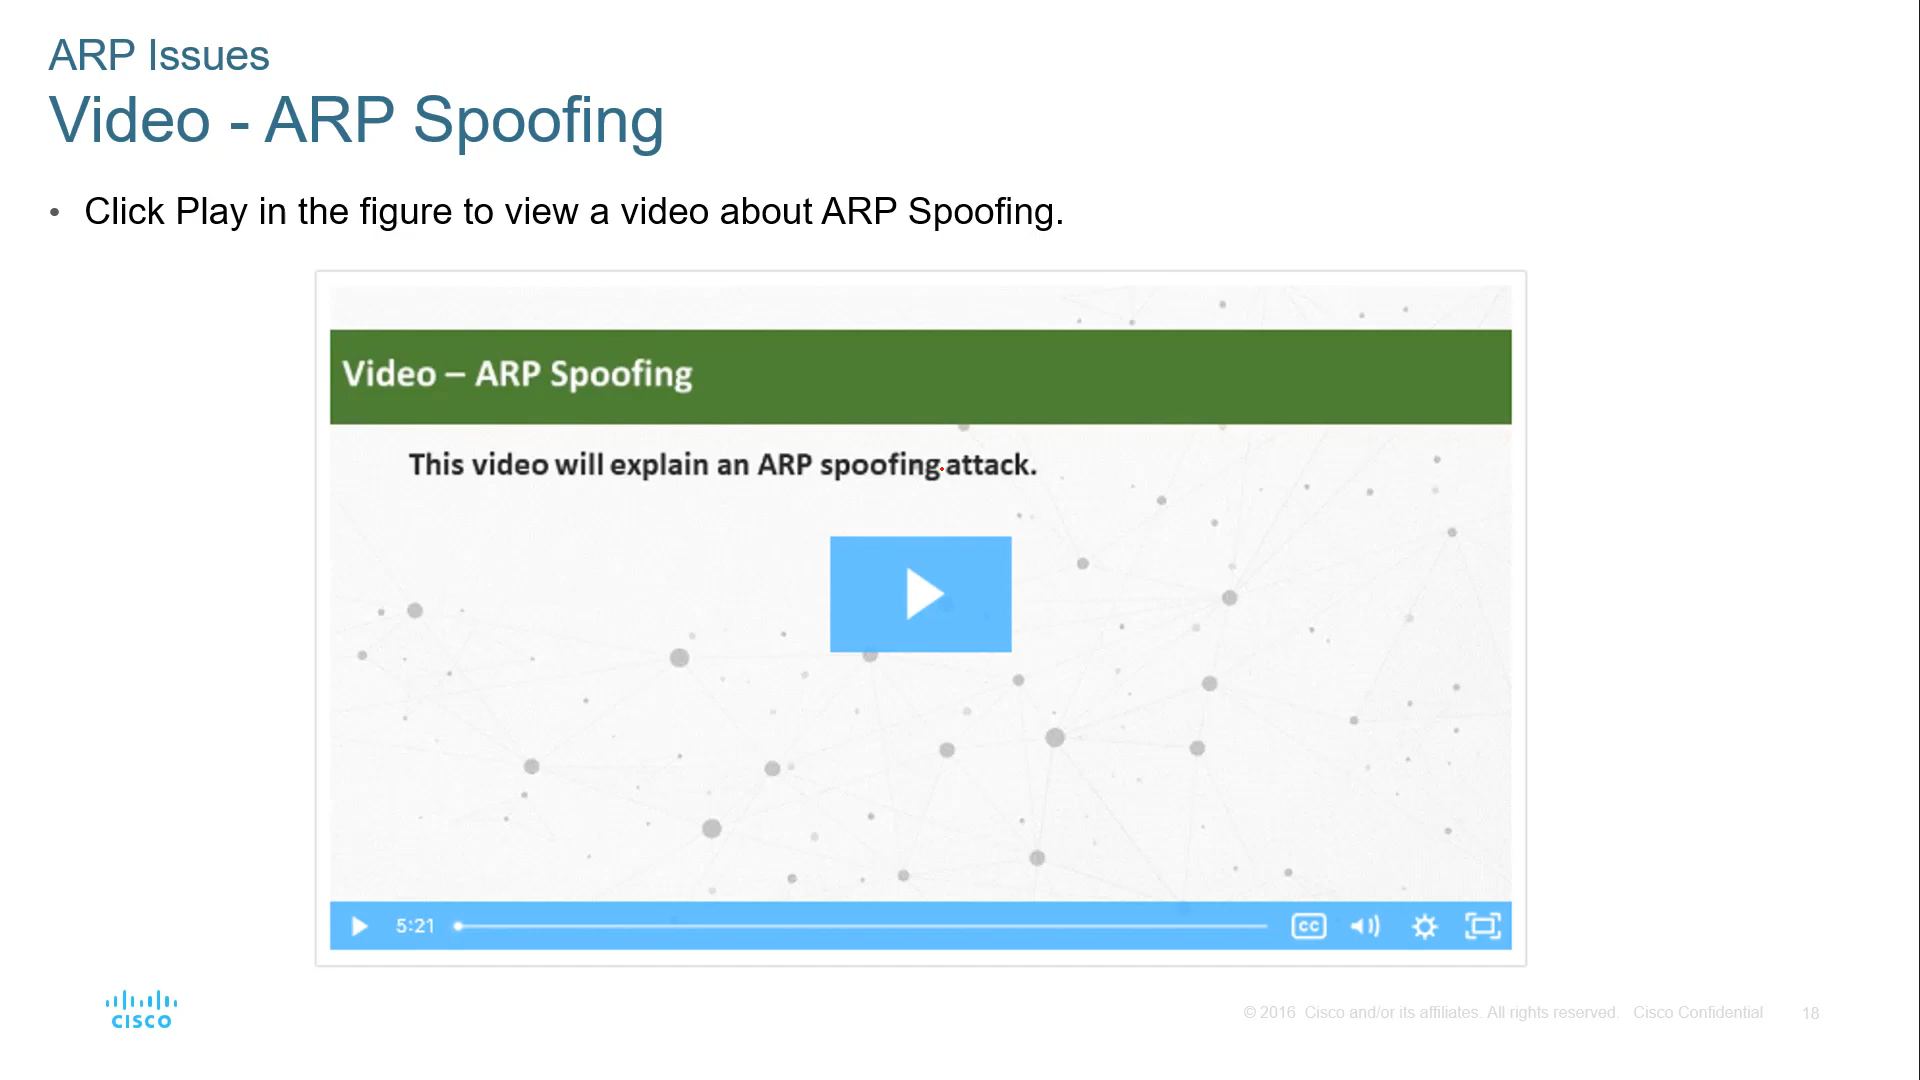 ARP Issues
Video - ARP Spoofing
• Click Play in the figure to view a video about ARP Spoofing.
Video – ARP Spoofing
This video will explain an ARP spoofing attack.
5:21
CC
CISCO
© 2016 Cisco and/or its affiliates. All rights reserved. Cisco Confidential 18